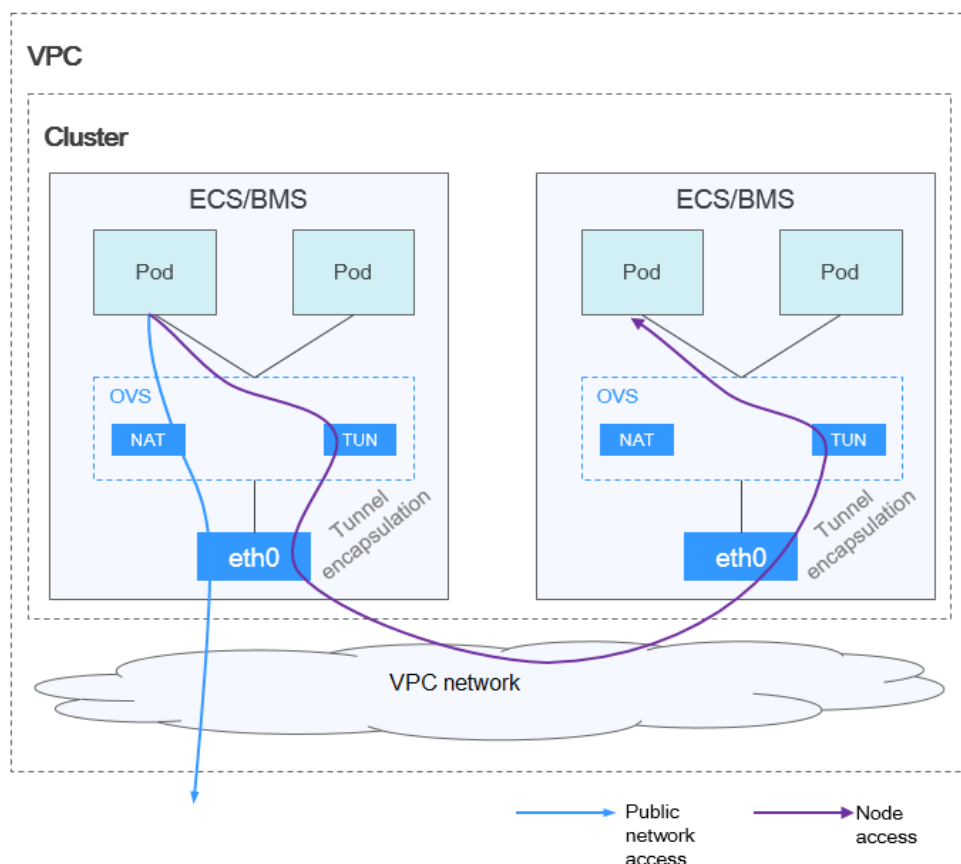 VPC
Cluster
ECS/BMS
ECS/BMS
Pod
Pod
Pod
Pod
OVS
OVS
NAT
TUN
NAT
TUN
Tunnel
encapsulation
Tunnel
encapsulation
eth0
eth0
VPC network
Public
network
access
Node
access